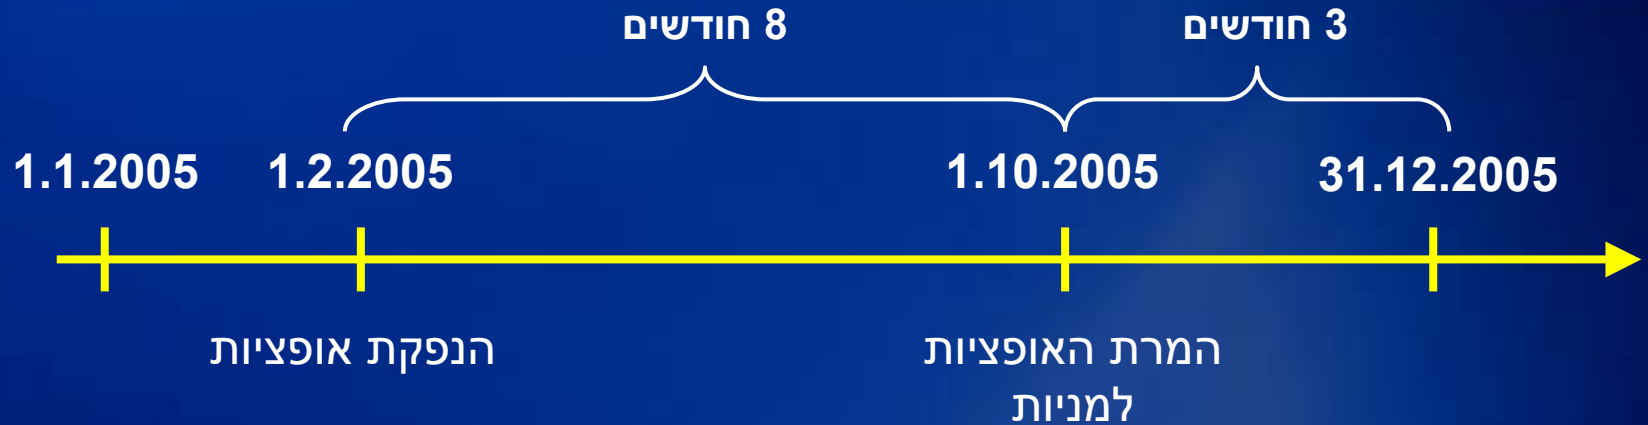 8 חודשים
3 חודשים
1.1.2005
1.2.2005
1.10.2005
31.12.2005
הנפקת אופציות
המרת האופציות
למניות